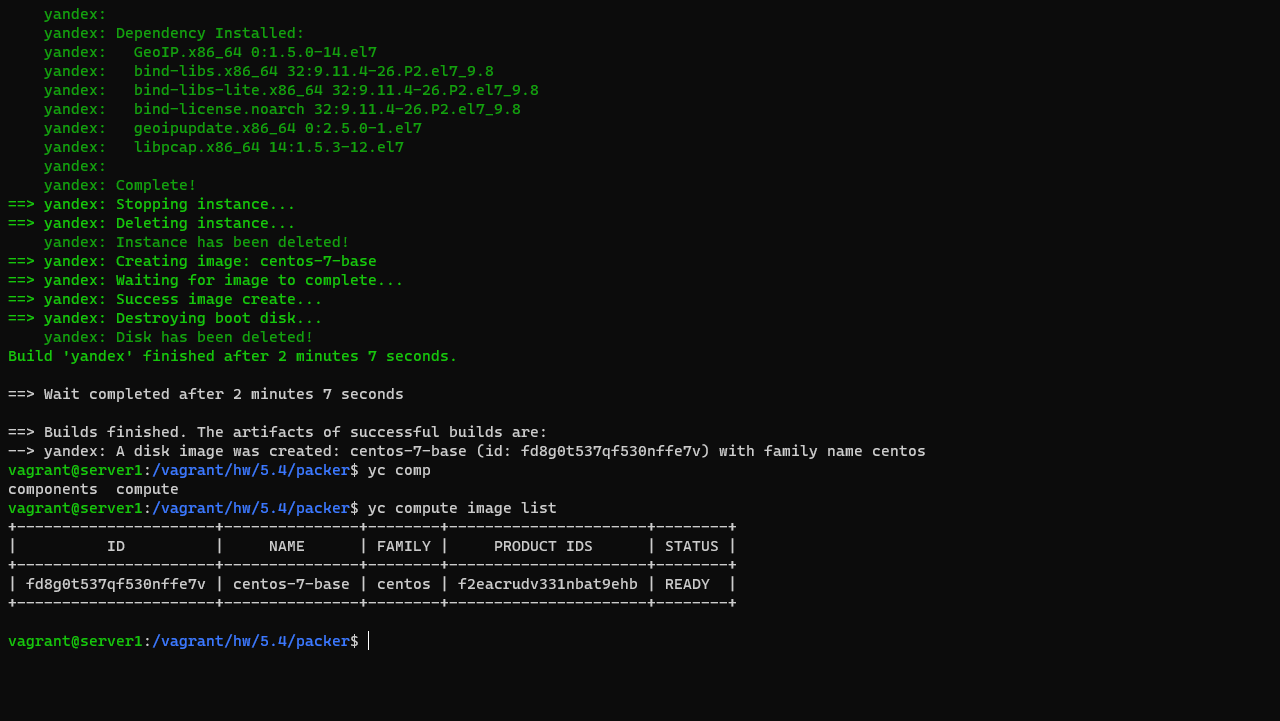 yandex:
yandex: Dependency Installed:
yandex:   GeoIP.x86_64 0:1.5.0-14.el7
yandex:   bind-libs.x86_64 32:9.11.4-26.P2.el7_9.8
yandex:   bind-libs-lite.x86_64 32:9.11.4-26.P2.el7_9.8
yandex:   bind-license.noarch 32:9.11.4-26.P2.el7_9.8
yandex:   geoipupdate.x86_64 0:2.5.0-1.el7
yandex:   libpcap.x86_64 14:1.5.3-12.el7
yandex:
yandex: Complete!
==> yandex: Stopping instance...
==> yandex: Deleting instance...
yandex: Instance has been deleted!
==> yandex: Creating image: centos-7-base
==> yandex: Waiting for image to complete...
==> yandex: Success image create...
==> yandex: Destroying boot disk...
yandex: Disk has been deleted!
Build 'yandex' finished after 2 minutes 7 seconds.
==> Wait completed after 2 minutes 7 seconds
==> Builds finished. The artifacts of successful builds are:
--> yandex: A disk image was created: centos-7-base (id: fd8g0t537qf530nffe7v) with family name centos
vagrant@server1:/vagrant/hw/5.4/packer$ yc comp
components  compute
vagrant@server1:/vagrant/hw/5.4/packer$ yc compute image list
+----------------------+---------------+--------+----------------------+--------+
|          ID          |     NAME      | FAMILY |     PRODUCT IDS      | STATUS |
+----------------------+---------------+--------+----------------------+--------+
| fd8g0t537qf530nffe7v | centos-7-base | centos | f2eacrudv331nbat9ehb | READY  |
+----------------------+---------------+--------+----------------------+--------+
vagrant@server1:/vagrant/hw/5.4/packer$